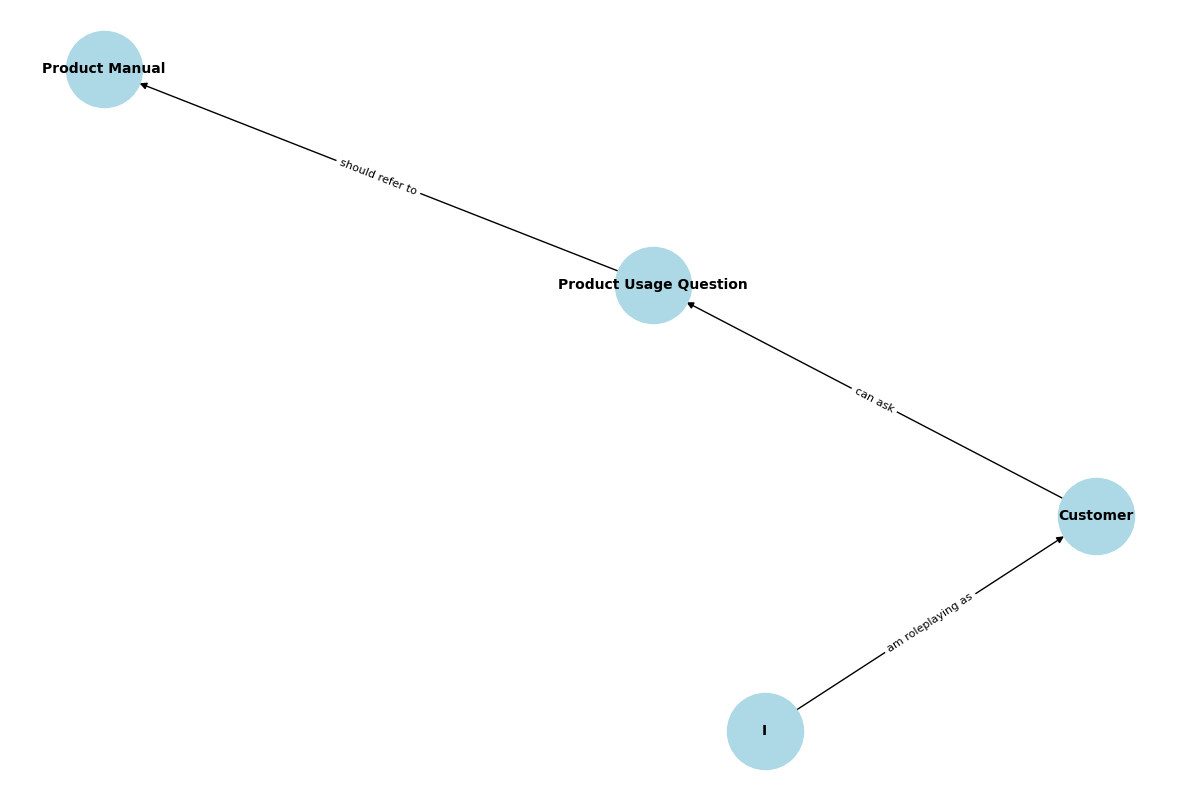 Product Manual
should refer to
Product Usage Question
can ask
Customer
am roleplaying as
I